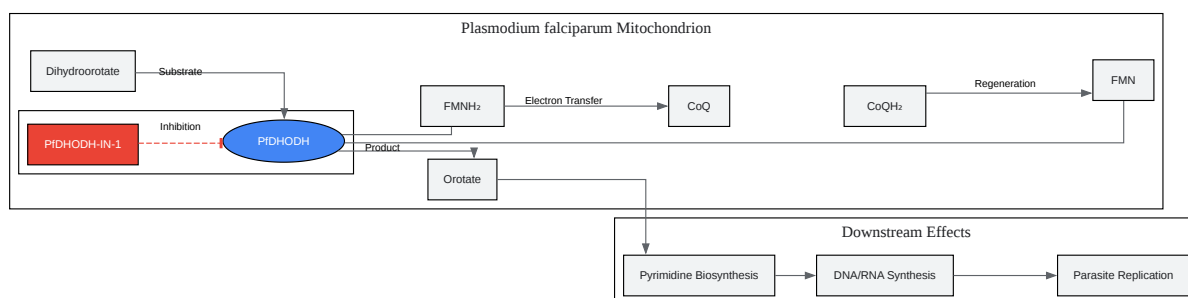 Plasmodium falciparum Mitochondrion
Dihydroorotate
Substrate
FMN
Regeneration
FMNH₂
Electron Transfer
CoQ
CoQH₂
Inhibition
PfDHODH-IN-1
PfDHODH
Product
Orotate
Downstream Effects
Pyrimidine Biosynthesis
DNA/RNA Synthesis
Parasite Replication